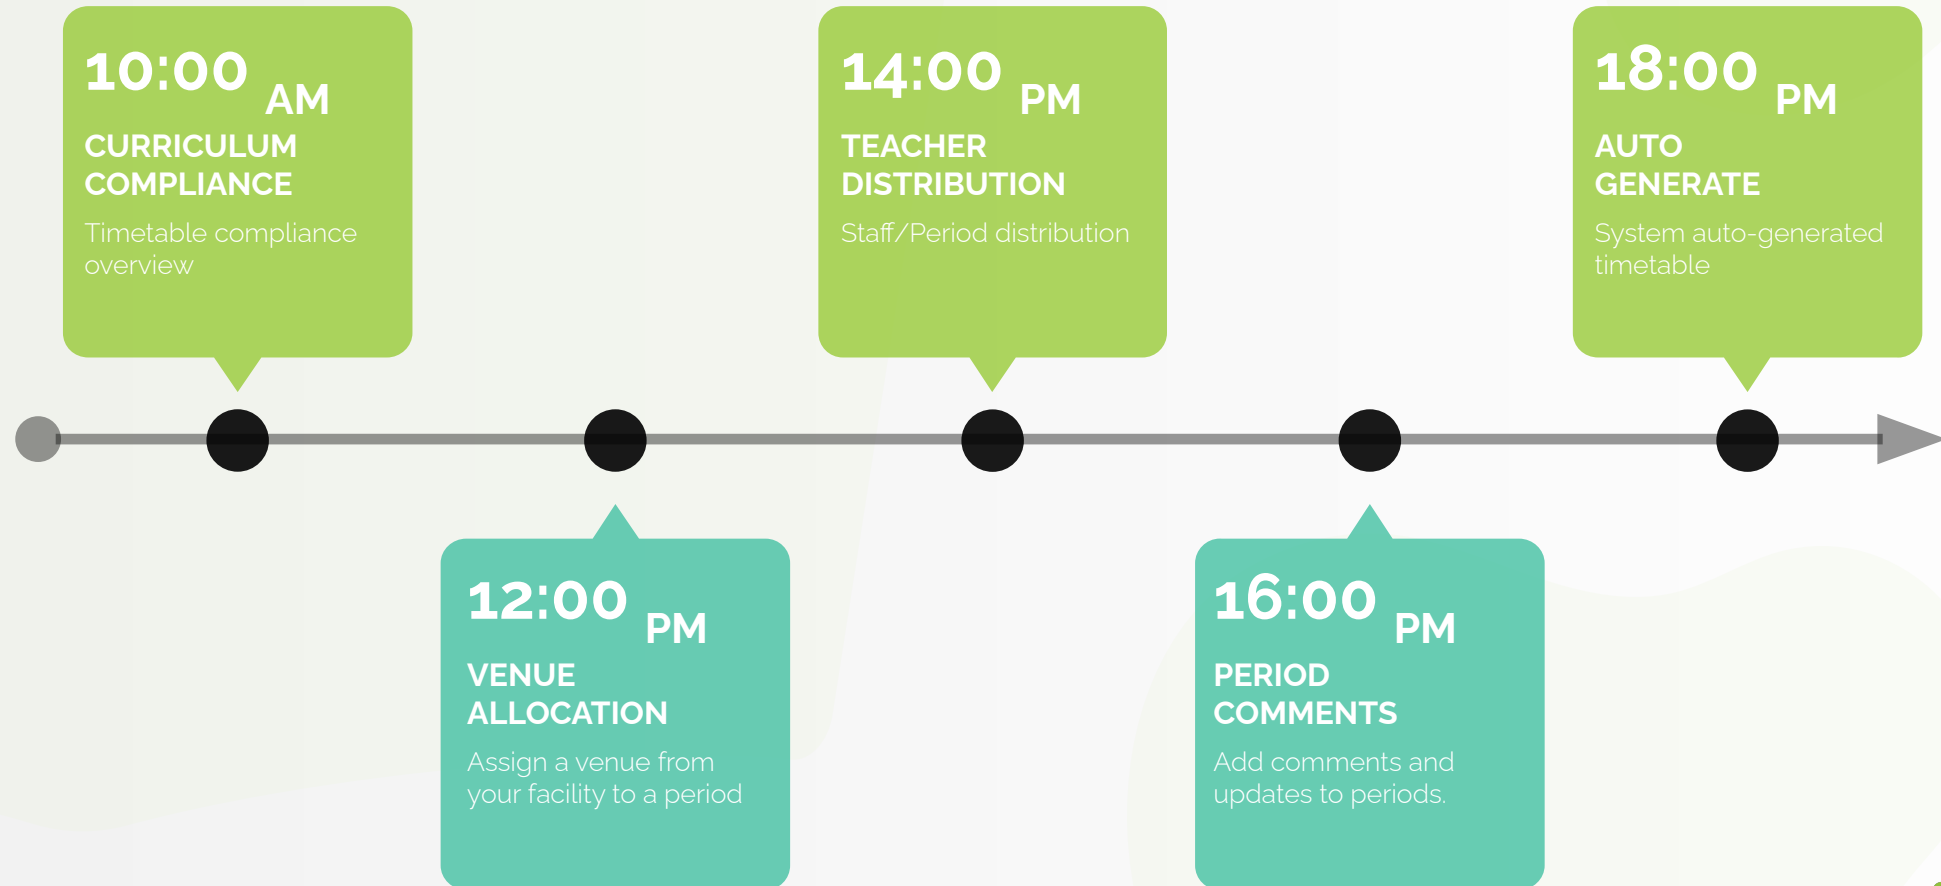 10:00 AM
CURRICULUM
COMPLIANCE
Timetable compliance
overview
12:00 PM
VENUE
ALLOCATION
Assign a venue from
your facility to a period
14:00 PM
TEACHER
DISTRIBUTION
Staff/Period distribution
16:00 PM
PERIOD
COMMENTS
Add comments and
updates to periods.
18:00 PM
AUTO
GENERATE
System auto-generated
timetable